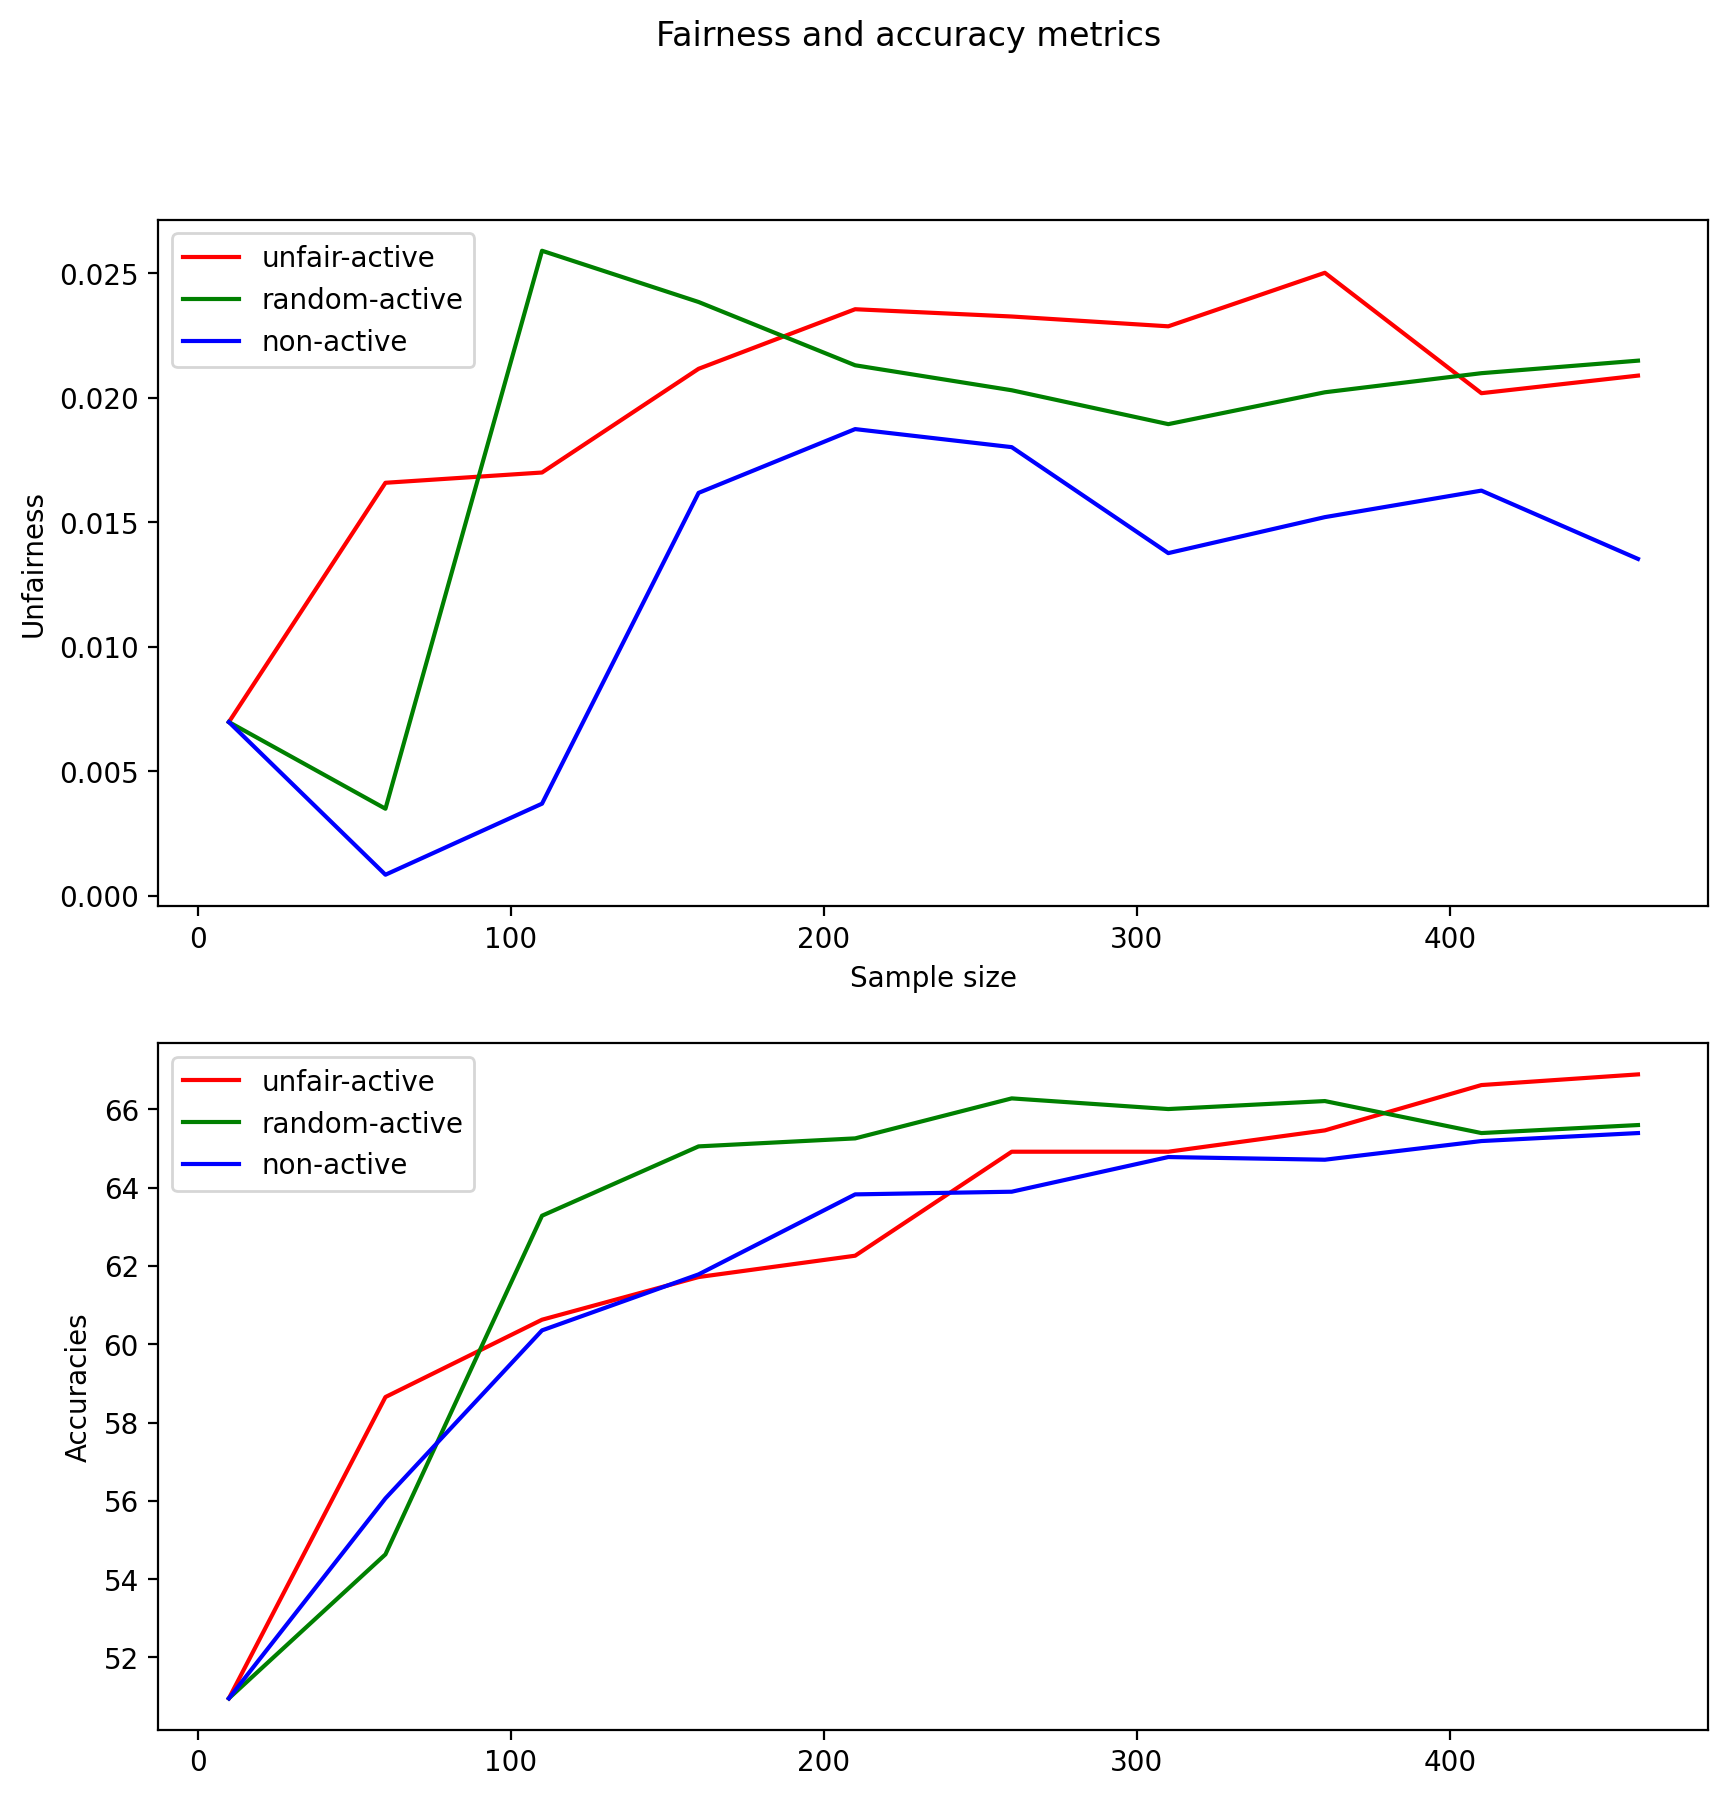 Fairness and accuracy metrics
unfair-active
random-active
non-active
0.025
0.020
0.015
0.010
0.005
0.000
Unfairness
0 100 200 300 400
Sample size
unfair-active
random-active
non-active
66
64
62
60
58
56
54
52
Accuracies
0 100 200 300 400